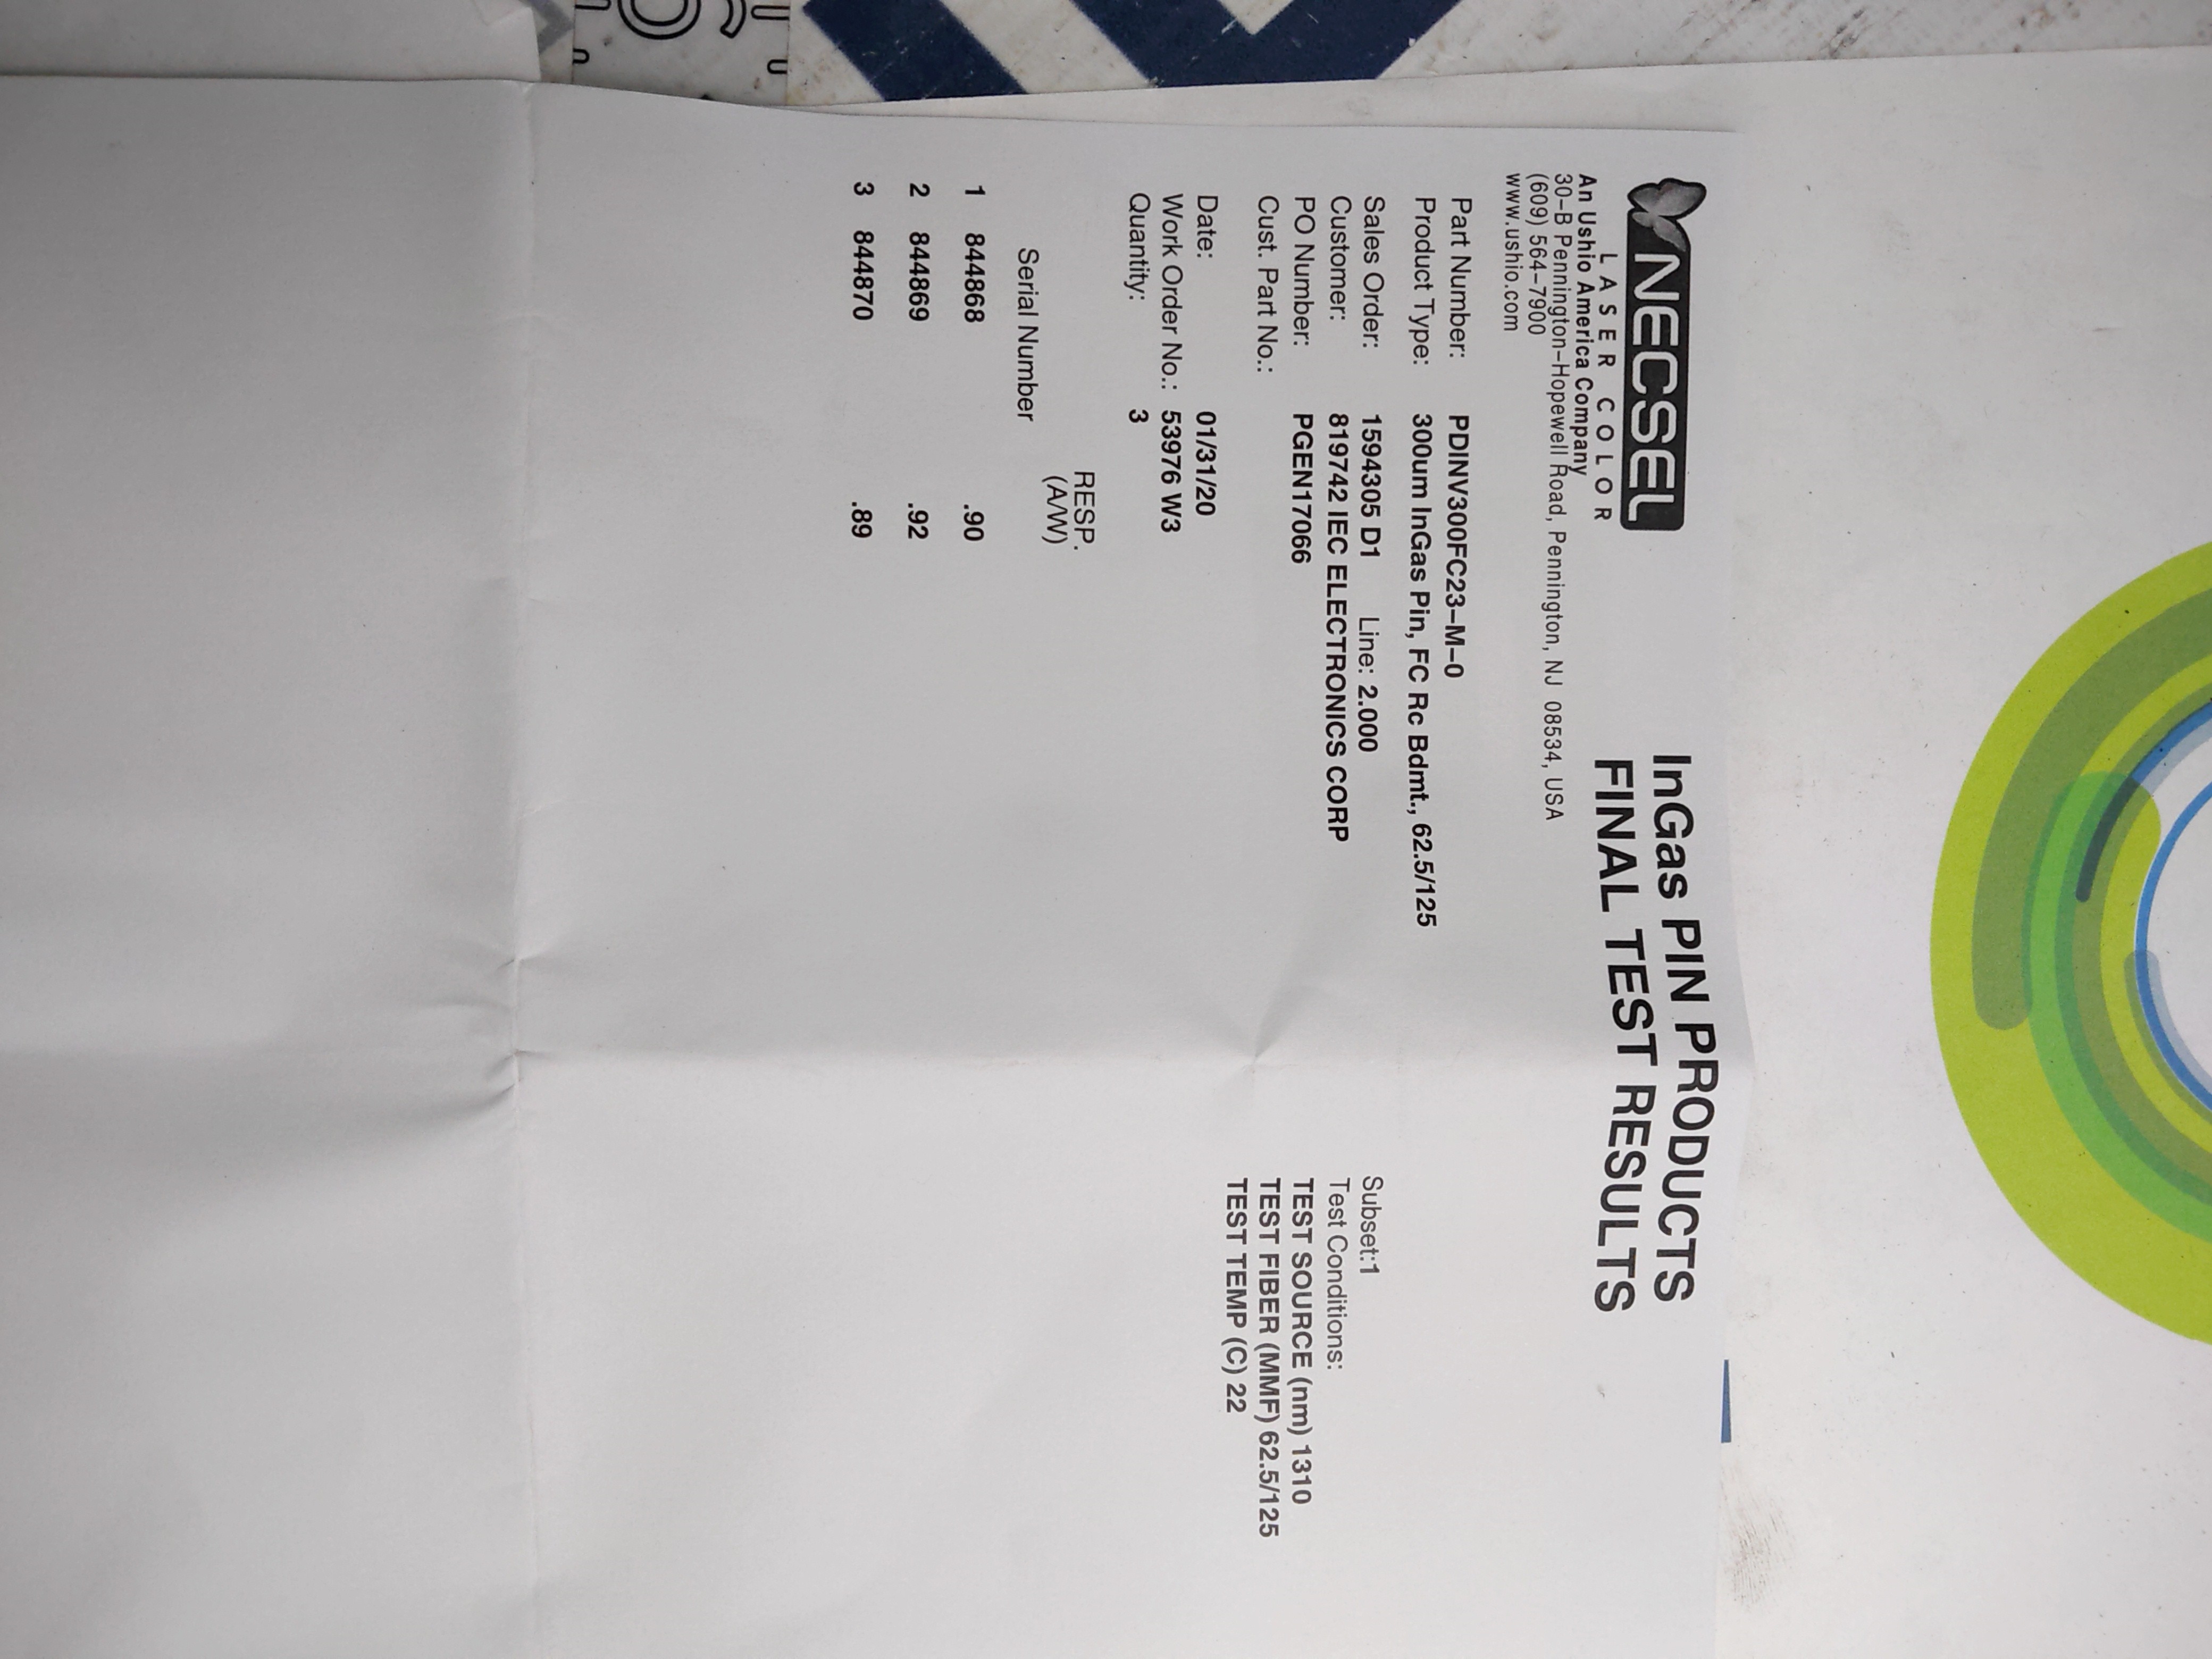 NECSEL
LASER COLOR
An Ushio America Company
30-B Pennington-Hopewell Road, Pennington, NJ 08534, USA
(609) 564-7900
www.ushio.com
InGas PIN PRODUCTS
FINAL TEST RESULTS
Part Number: PDINV300FC23-M-0
Product Type: 300um InGas Pin, FC Rc Bdmt., 62.5/125
Sales Order: 1594305 D1 Line: 2.000
Customer: 819742 IEC ELECTRONICS CORP
PO Number: PGEN17066
Cust. Part No.:
Subset:1
Test Conditions:
TEST SOURCE (nm) 1310
TEST FIBER (MMF) 62.5/125
TEST TEMP (C) 22
Date: 01/31/20
Work Order No.: 53976 W3
Quantity: 3
RESP.
Serial Number (A/W)
1 844868 .90
2 844869 .92
3 844870 .89